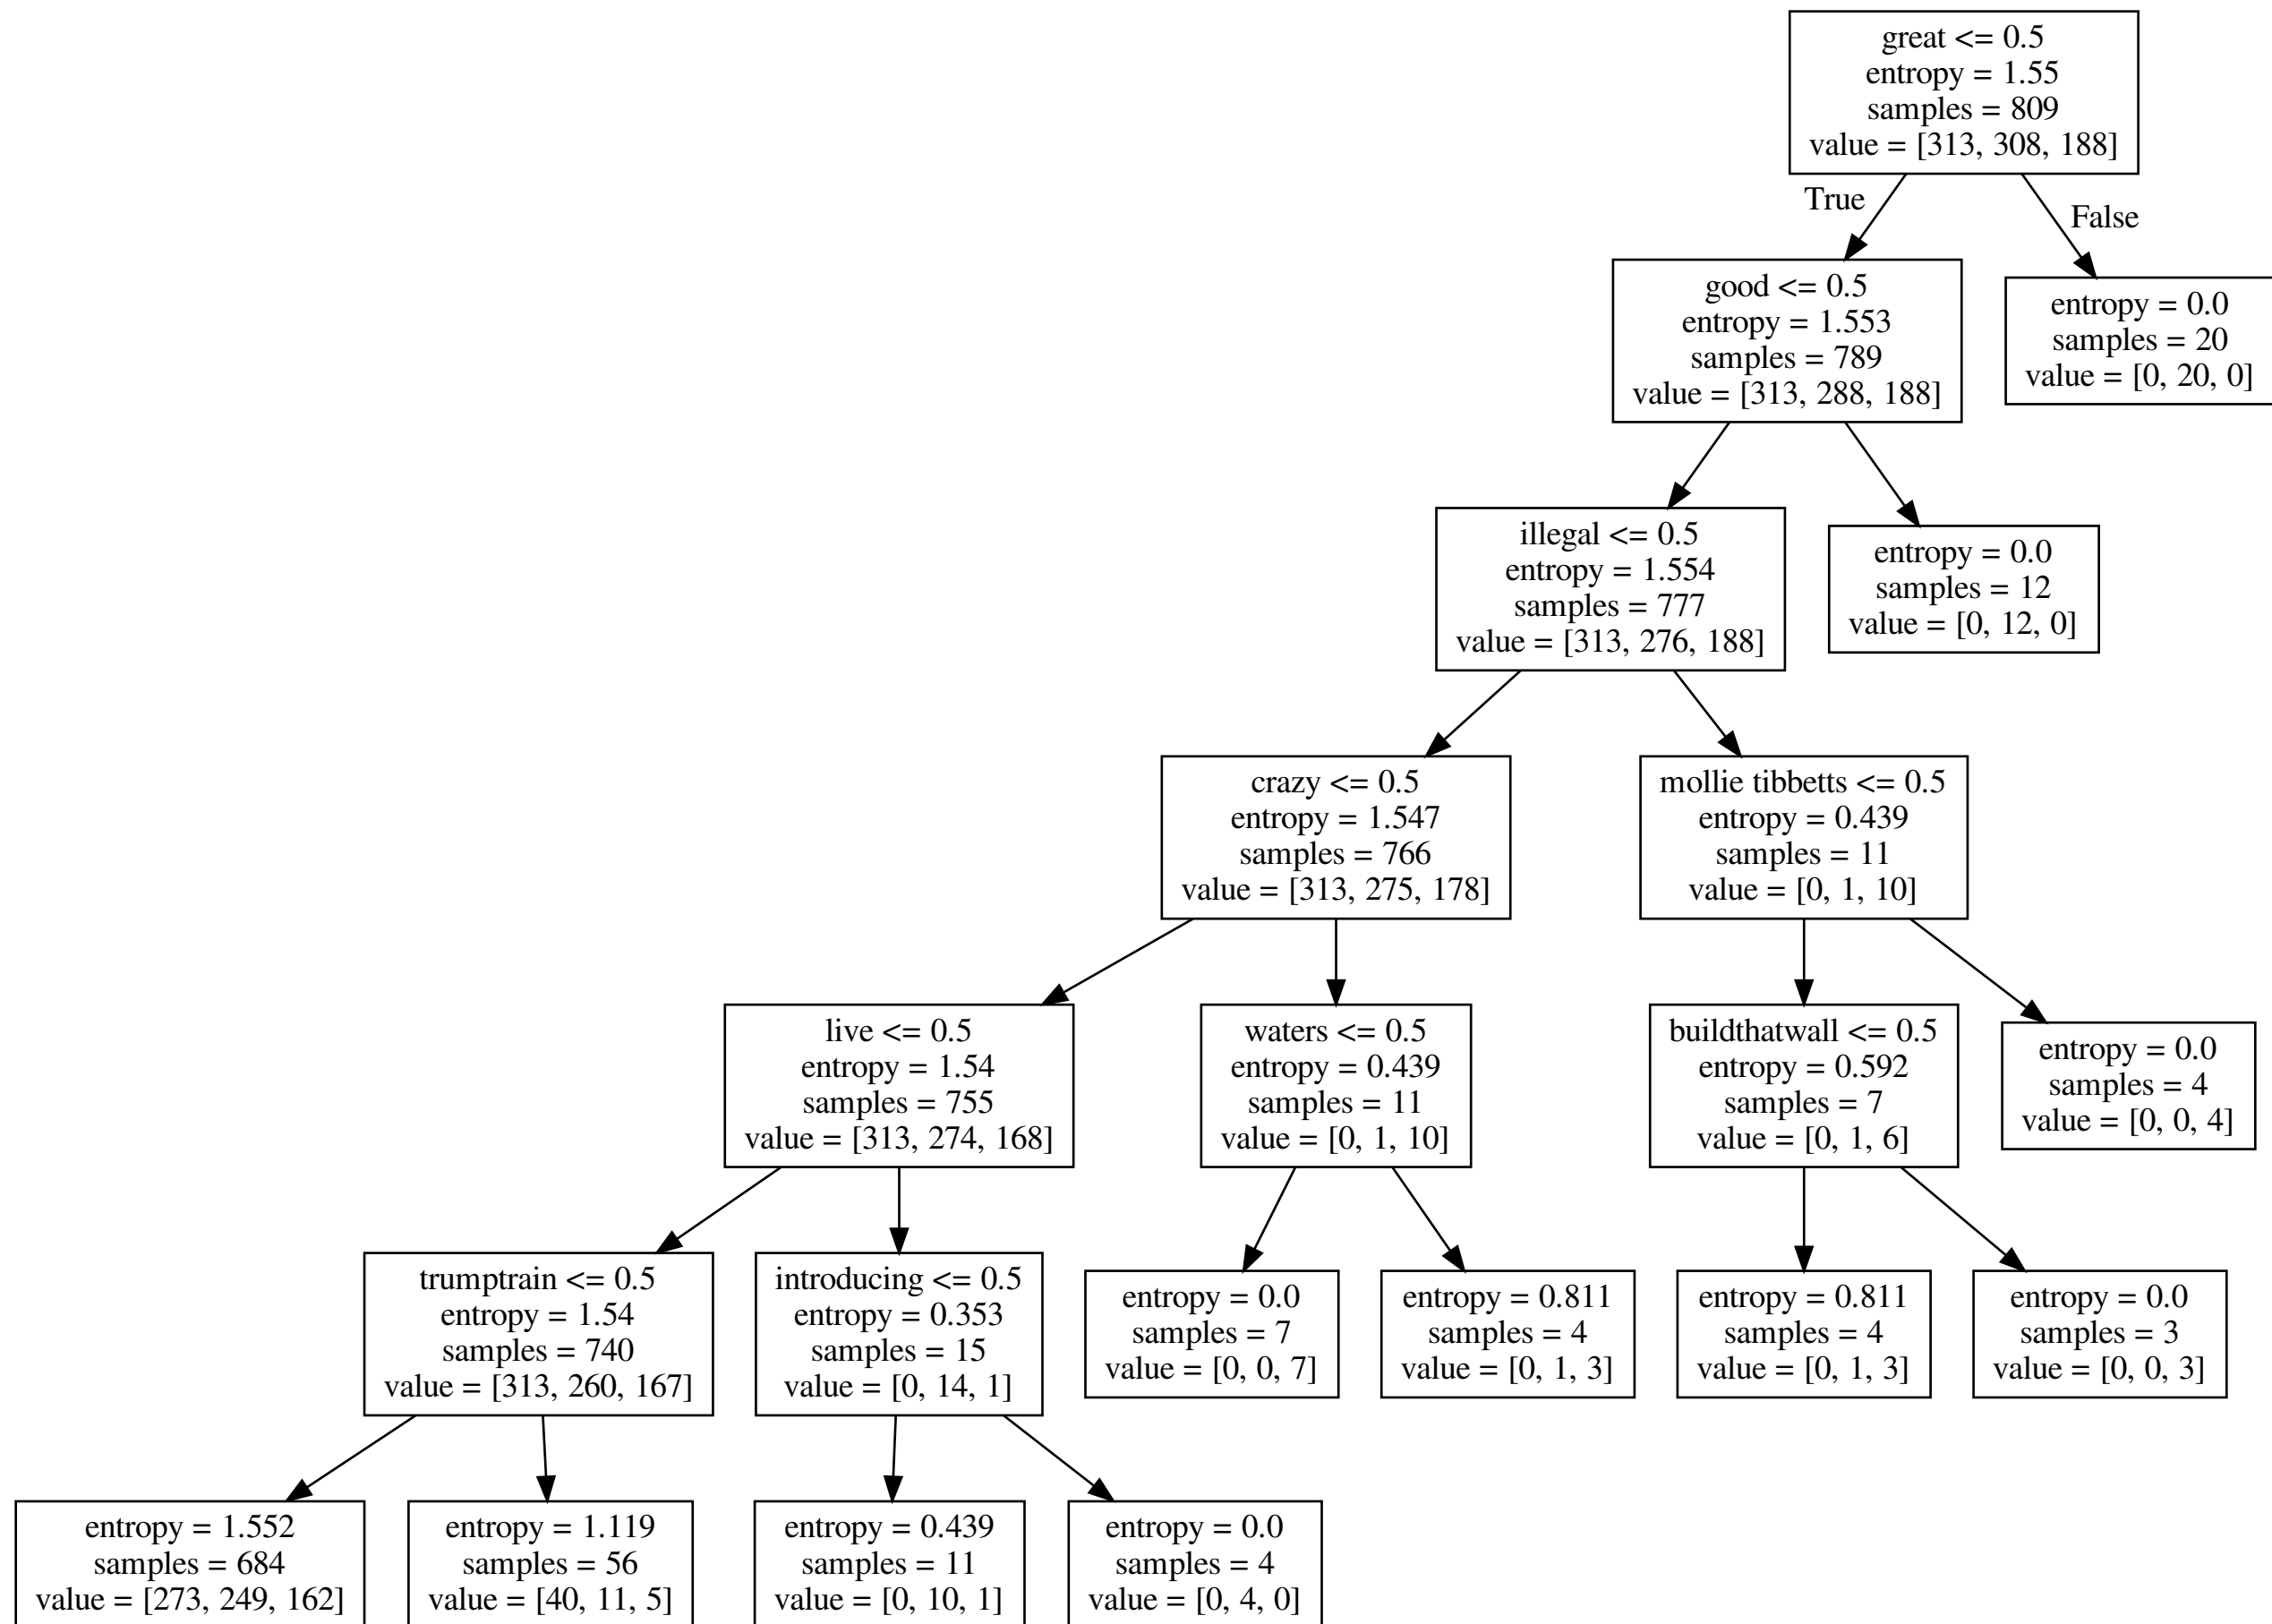 great <= 0.5
entropy = 1.55
samples = 809
value = [313, 308, 188]
True
False
good <= 0.5
entropy = 1.553
samples = 789
value = [313, 288, 188]
entropy = 0.0
samples = 20
value = [0, 20, 0]
illegal <= 0.5
entropy = 1.554
samples = 777
value = [313, 276, 188]
entropy = 0.0
samples = 12
value = [0, 12, 0]
crazy <= 0.5
entropy = 1.547
samples = 766
value = [313, 275, 178]
mollie tibbetts <= 0.5
entropy = 0.439
samples = 11
value = [0, 1, 10]
live <= 0.5
entropy = 1.54
samples = 755
value = [313, 274, 168]
waters <= 0.5
entropy = 0.439
samples = 11
value = [0, 1, 10]
buildthatwall <= 0.5
entropy = 0.592
samples = 7
value = [0, 1, 6]
entropy = 0.0
samples = 4
value = [0, 0, 4]
trumptrain <= 0.5
entropy = 1.54
samples = 740
value = [313, 260, 167]
introducing <= 0.5
entropy = 0.353
samples = 15
value = [0, 14, 1]
entropy = 0.0
samples = 7
value = [0, 0, 7]
entropy = 0.811
samples = 4
value = [0, 1, 3]
entropy = 0.811
samples = 4
value = [0, 1, 3]
entropy = 0.0
samples = 3
value = [0, 0, 3]
entropy = 1.552
samples = 684
value = [273, 249, 162]
entropy = 1.119
samples = 56
value = [40, 11, 5]
entropy = 0.439
samples = 11
value = [0, 10, 1]
entropy = 0.0
samples = 4
value = [0, 4, 0]